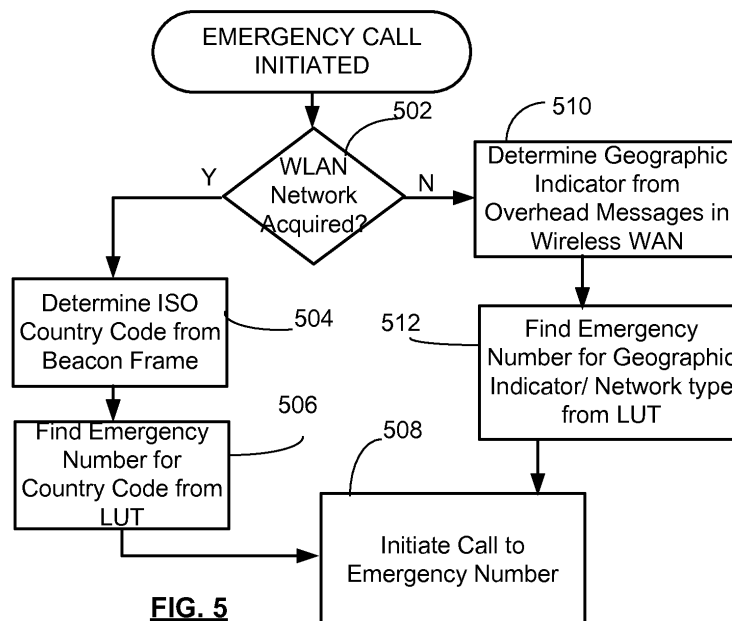 EMERGENCY CALL
INITIATED
502
WLAN
Network
Acquired?
Y
N
510
Determine Geographic
Indicator from
Overhead Messages in
Wireless WAN
Determine ISO
Country Code from
Beacon Frame
504
512
Find Emergency
Number for Geographic
Indicator/ Network type
from LUT
506
Find Emergency
Number for
Country Code from
LUT
508
Initiate Call to
Emergency Number
FIG. 5